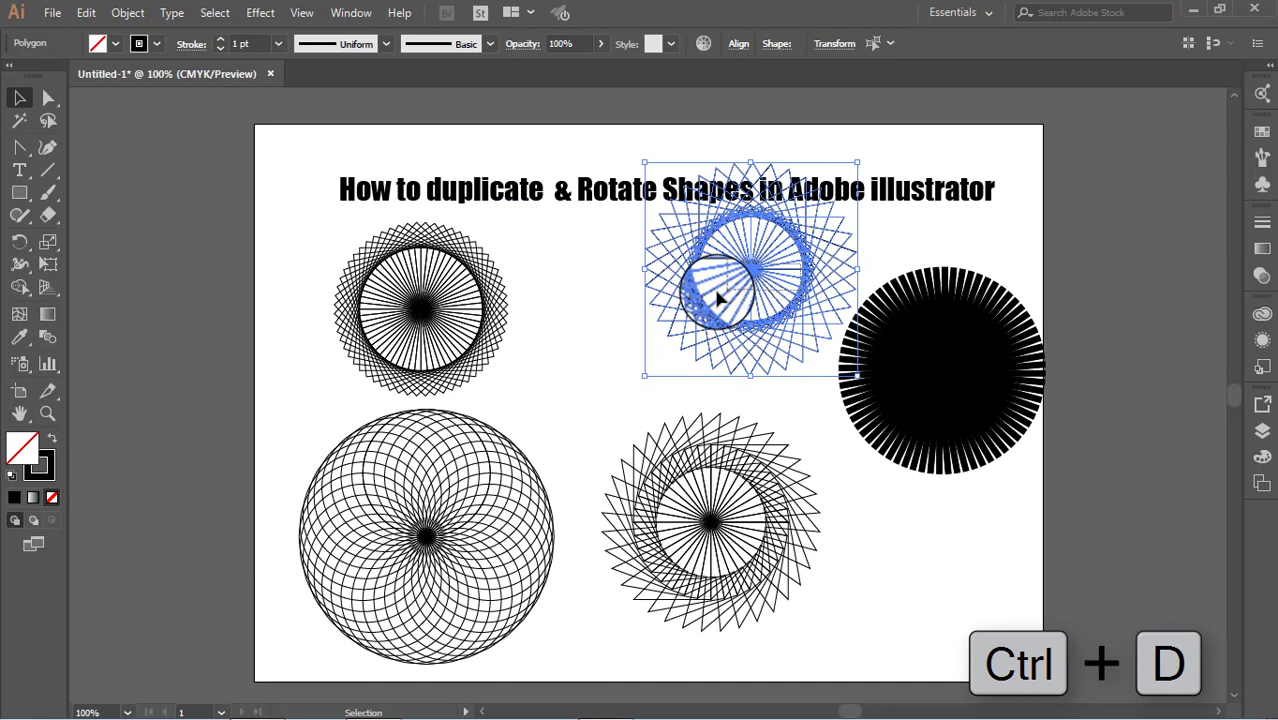 Ai File Edit Object Type Select Effect View Window Help Br St Essentials Search Adobe Stock
Polygon Stroke: 1 pt Uniform Basic Opacity: 100% Style: Align Shape: Transform
Untitled-1* @ 100% (CMYK/Preview) ×
How to duplicate & Rotate Shapes in Adobe illustrator
Ctrl + D
100% 1 Selection